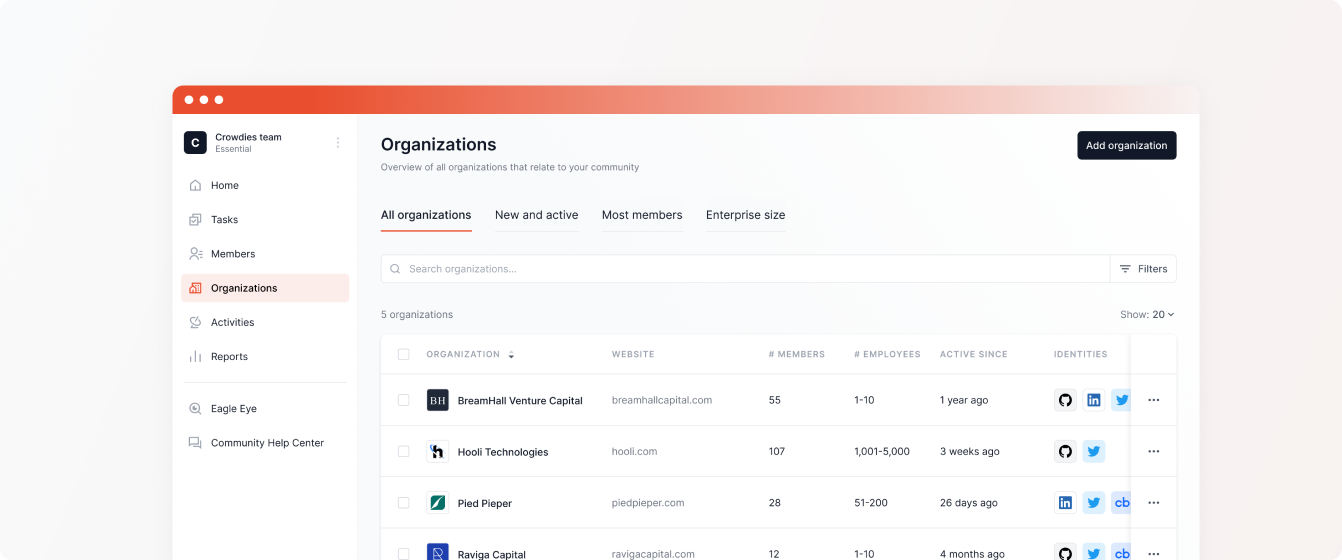 C
Crowdies team
Essential
Home
Tasks
Members
Organizations
Activities
Reports
Eagle Eye
Community Help Center
Organizations
Add organization
Overview of all organizations that relate to your community
All organizations New and active Most members Enterprise size
Search organizations... Filters
5 organizations Show: 20
ORGANIZATION WEBSITE # MEMBERS # EMPLOYEES ACTIVE SINCE IDENTITIES
BH BreamHall Venture Capital breamhallcapital.com 55 1-10 1 year ago in
h Hooli Technologies hooli.com 107 1,001-5,000 3 weeks ago
Pied Pieper piedpieper.com 28 51-200 26 days ago in cb
R Raviga Capital ravigacapital.com 12 1-10 4 months ago cb